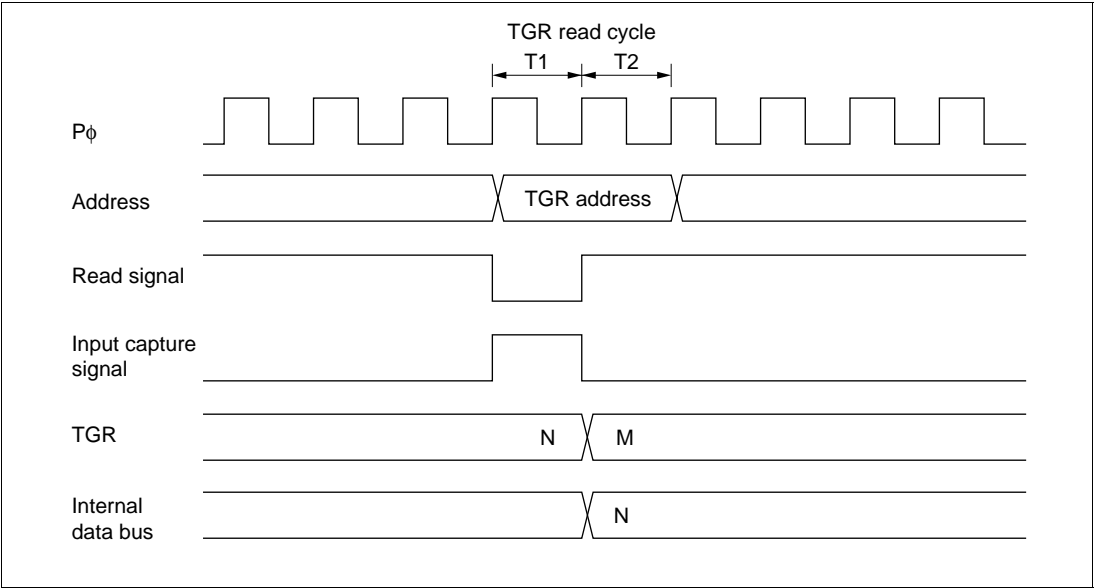 TGR read cycle
T1 T2
Pϕ
Address
TGR address
Read signal
Input capture
signal
TGR
N M
Internal
data bus
N